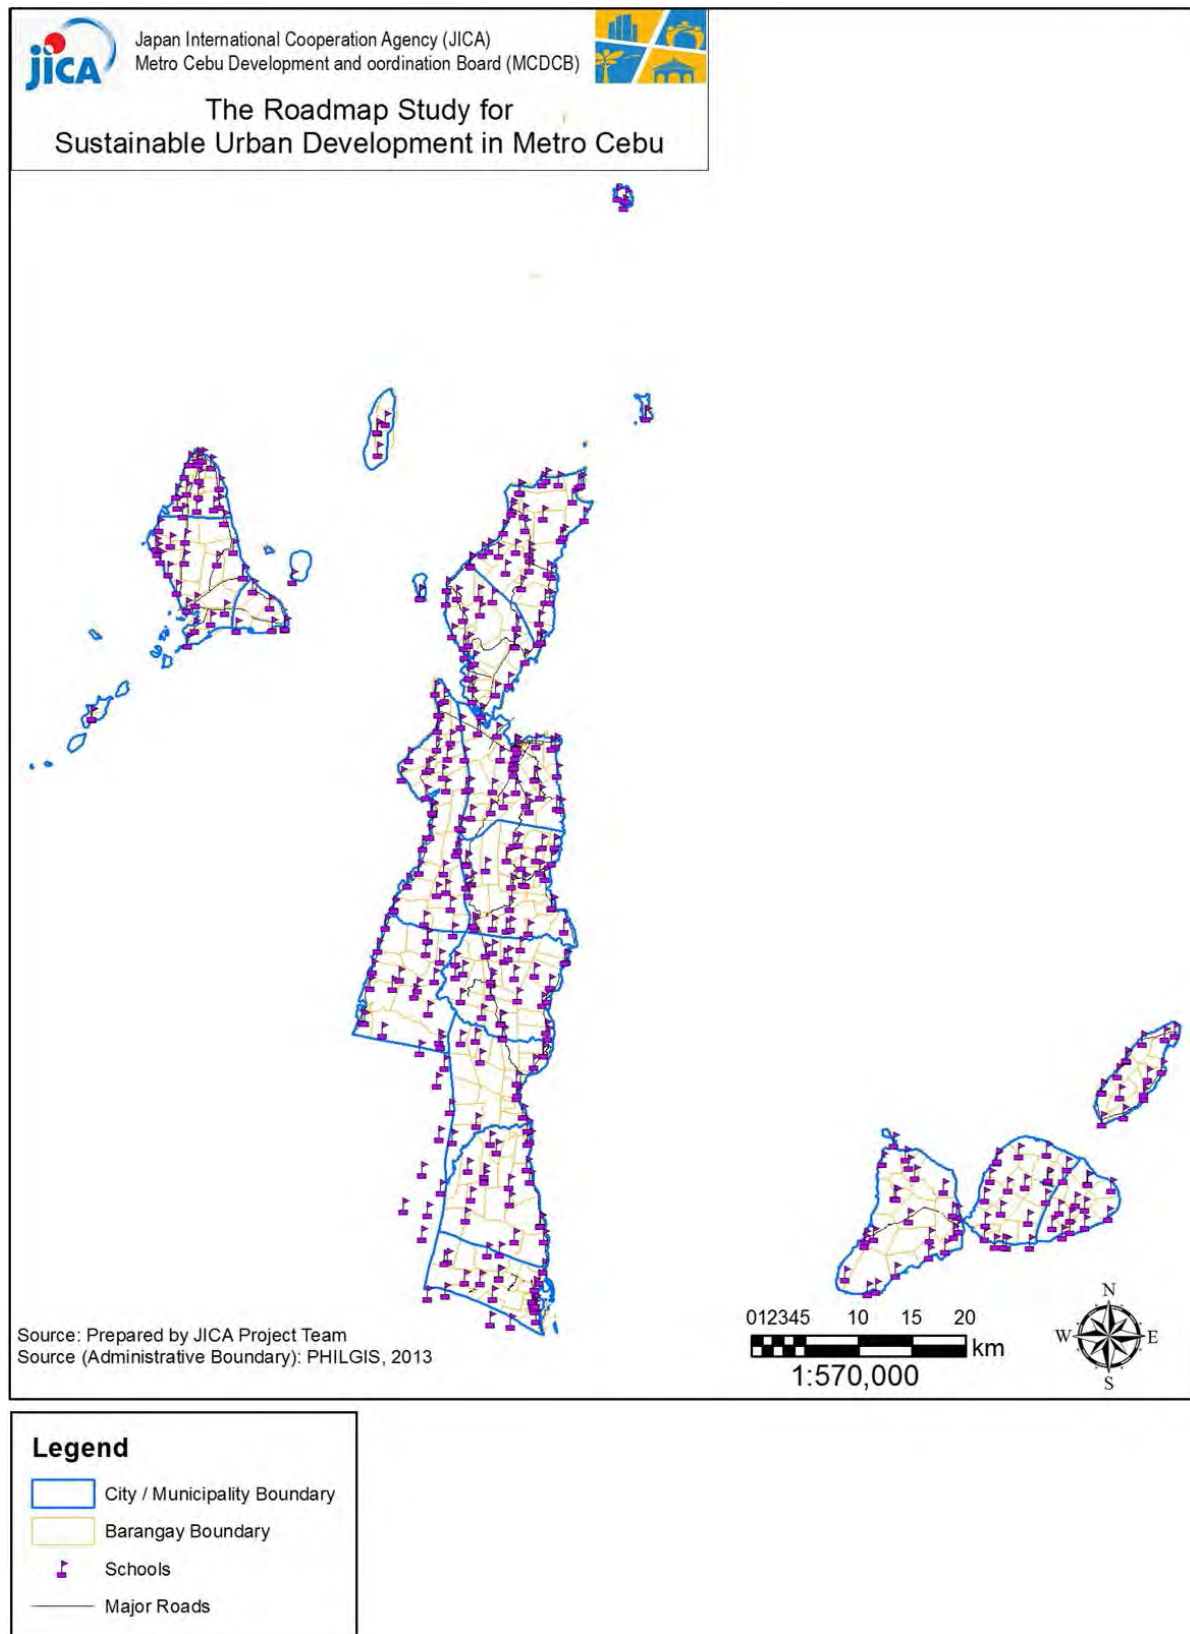 JICA
Japan International Cooperation Agency (JICA)
Metro Cebu Development and oordination Board (MCDCB)
The Roadmap Study for
Sustainable Urban Development in Metro Cebu
Source: Prepared by JICA Project Team
Source (Administrative Boundary): PHILGIS, 2013
012345 10 15 20
km
1:570,000
N
W E
S
Legend
City / Municipality Boundary
Barangay Boundary
Schools
Major Roads